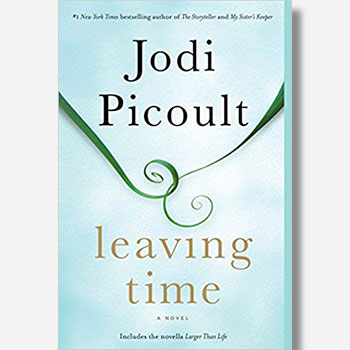 #1 New York Times bestselling author of The Storyteller and My Sister's Keeper
Jodi
Picoult
leaving
time
A NOVEL
Includes the novella Larger Than Life